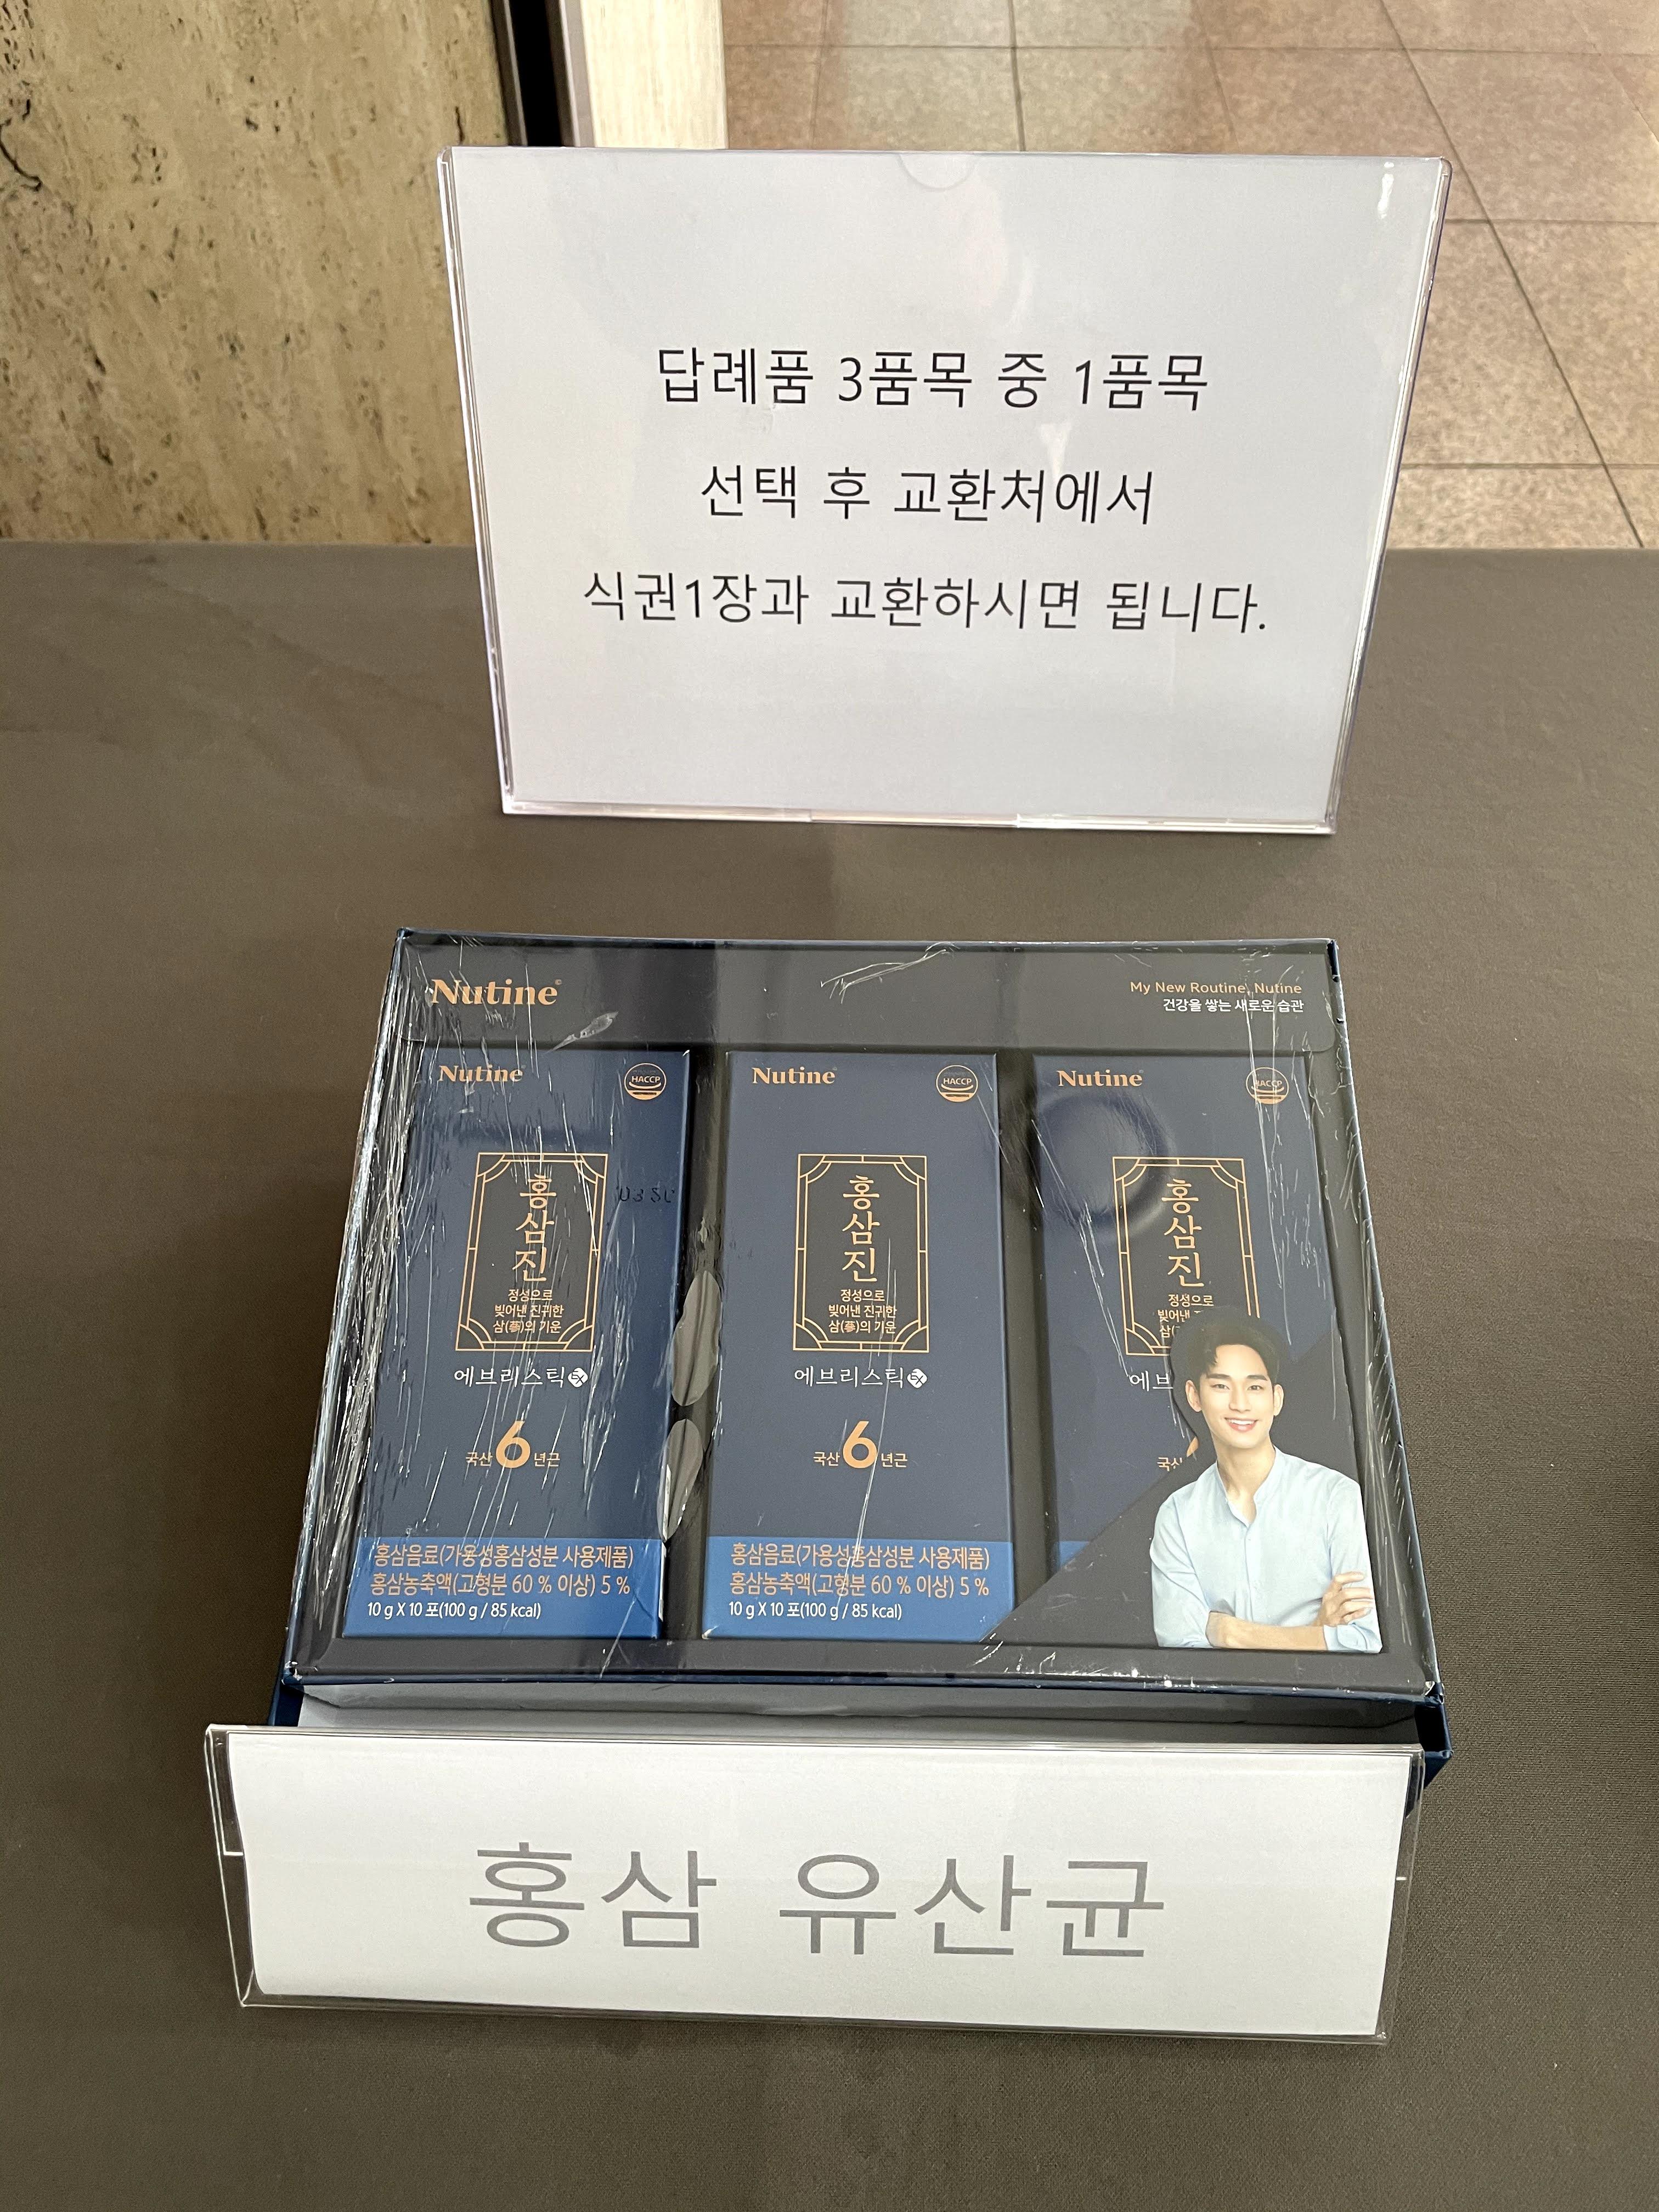 답례품 3품목 중 1품목
선택 후 교환처에서
식권1장과 교환하시면 됩니다.
Nutine
My New Routine, Nutine
건강을 쌓는 새로운 습관
Nutine
HACCP
홍삼진
정성으로
빚어낸 진귀한
삼(蔘)의 기운
에브리스틱 EX
국산 6 년근
홍삼음료(가용성홍삼성분 사용제품)
홍삼농축액(고형분 60 % 이상) 5 %
10 g X 10 포(100 g / 85 kcal)
Nutine
HACCP
홍삼진
정성으로
빚어낸 진귀한
삼(蔘)의 기운
에브리스틱 EX
국산 6 년근
홍삼음료(가용성홍삼성분 사용제품)
홍삼농축액(고형분 60 % 이상) 5 %
10 g X 10 포(100 g / 85 kcal)
Nutine
HACCP
홍삼진
정성으로
빚어낸
에브
국산
홍삼 유산균